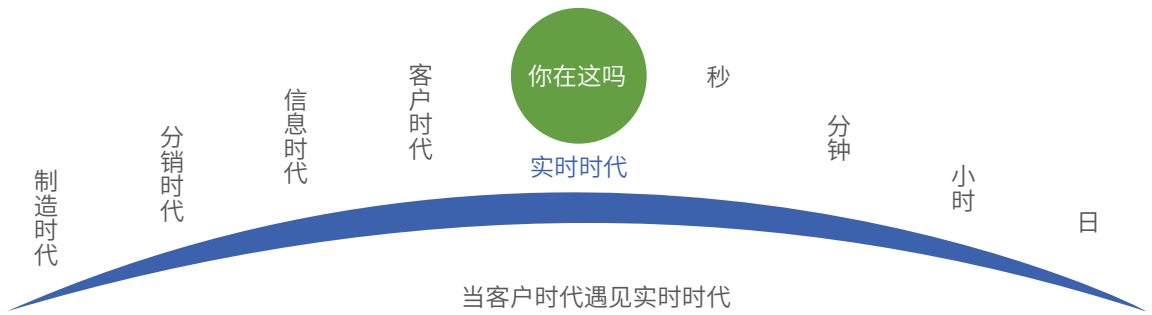 制造时代
分销时代
信息时代
客户时代
你在这吗
实时时代
秒
分钟
小时
日
当客户时代遇见实时时代